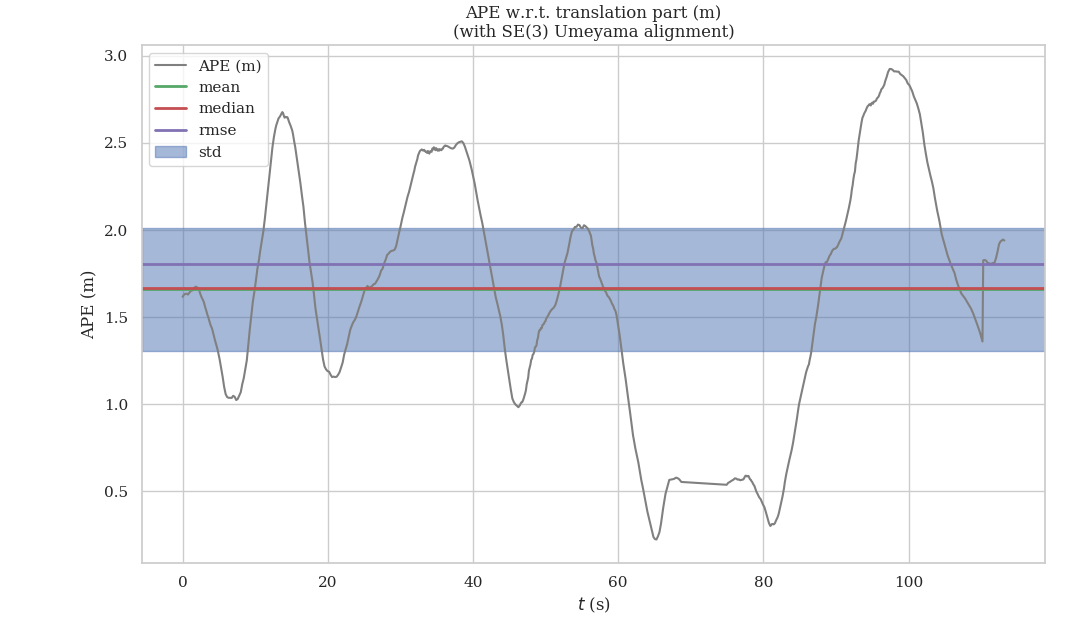 APE w.r.t. translation part (m)
(with SE(3) Umeyama alignment)
APE (m)
mean
median
rmse
std
3.0
2.5
2.0
1.5
1.0
0.5
APE (m)
0 20 40 60 80 100
t (s)